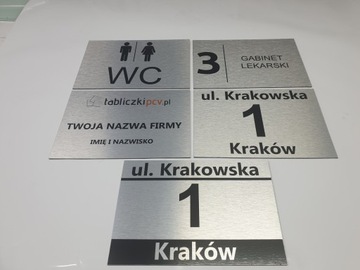 WC
3
GABINET
LEKARSKI
tabliczkipcv.pl
TWOJA NAZWA FIRMY
IMIĘ I NAZWISKO
ul. Krakowska
1
Kraków
ul. Krakowska
1
Kraków